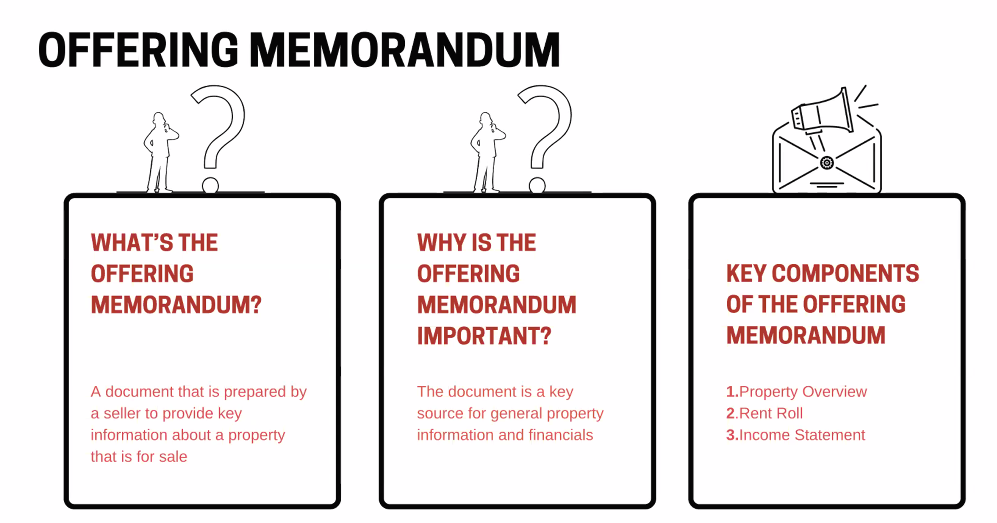 OFFERING MEMORANDUM
WHAT'S THE
OFFERING
MEMORANDUM?
A document that is prepared by
a seller to provide key
information about a property
that is for sale
WHY IS THE
OFFERING
MEMORANDUM
IMPORTANT?
The document is a key
source for general property
information and financials
KEY COMPONENTS
OF THE OFFERING
MEMORANDUM
1.Property Overview
2.Rent Roll
3.Income Statement